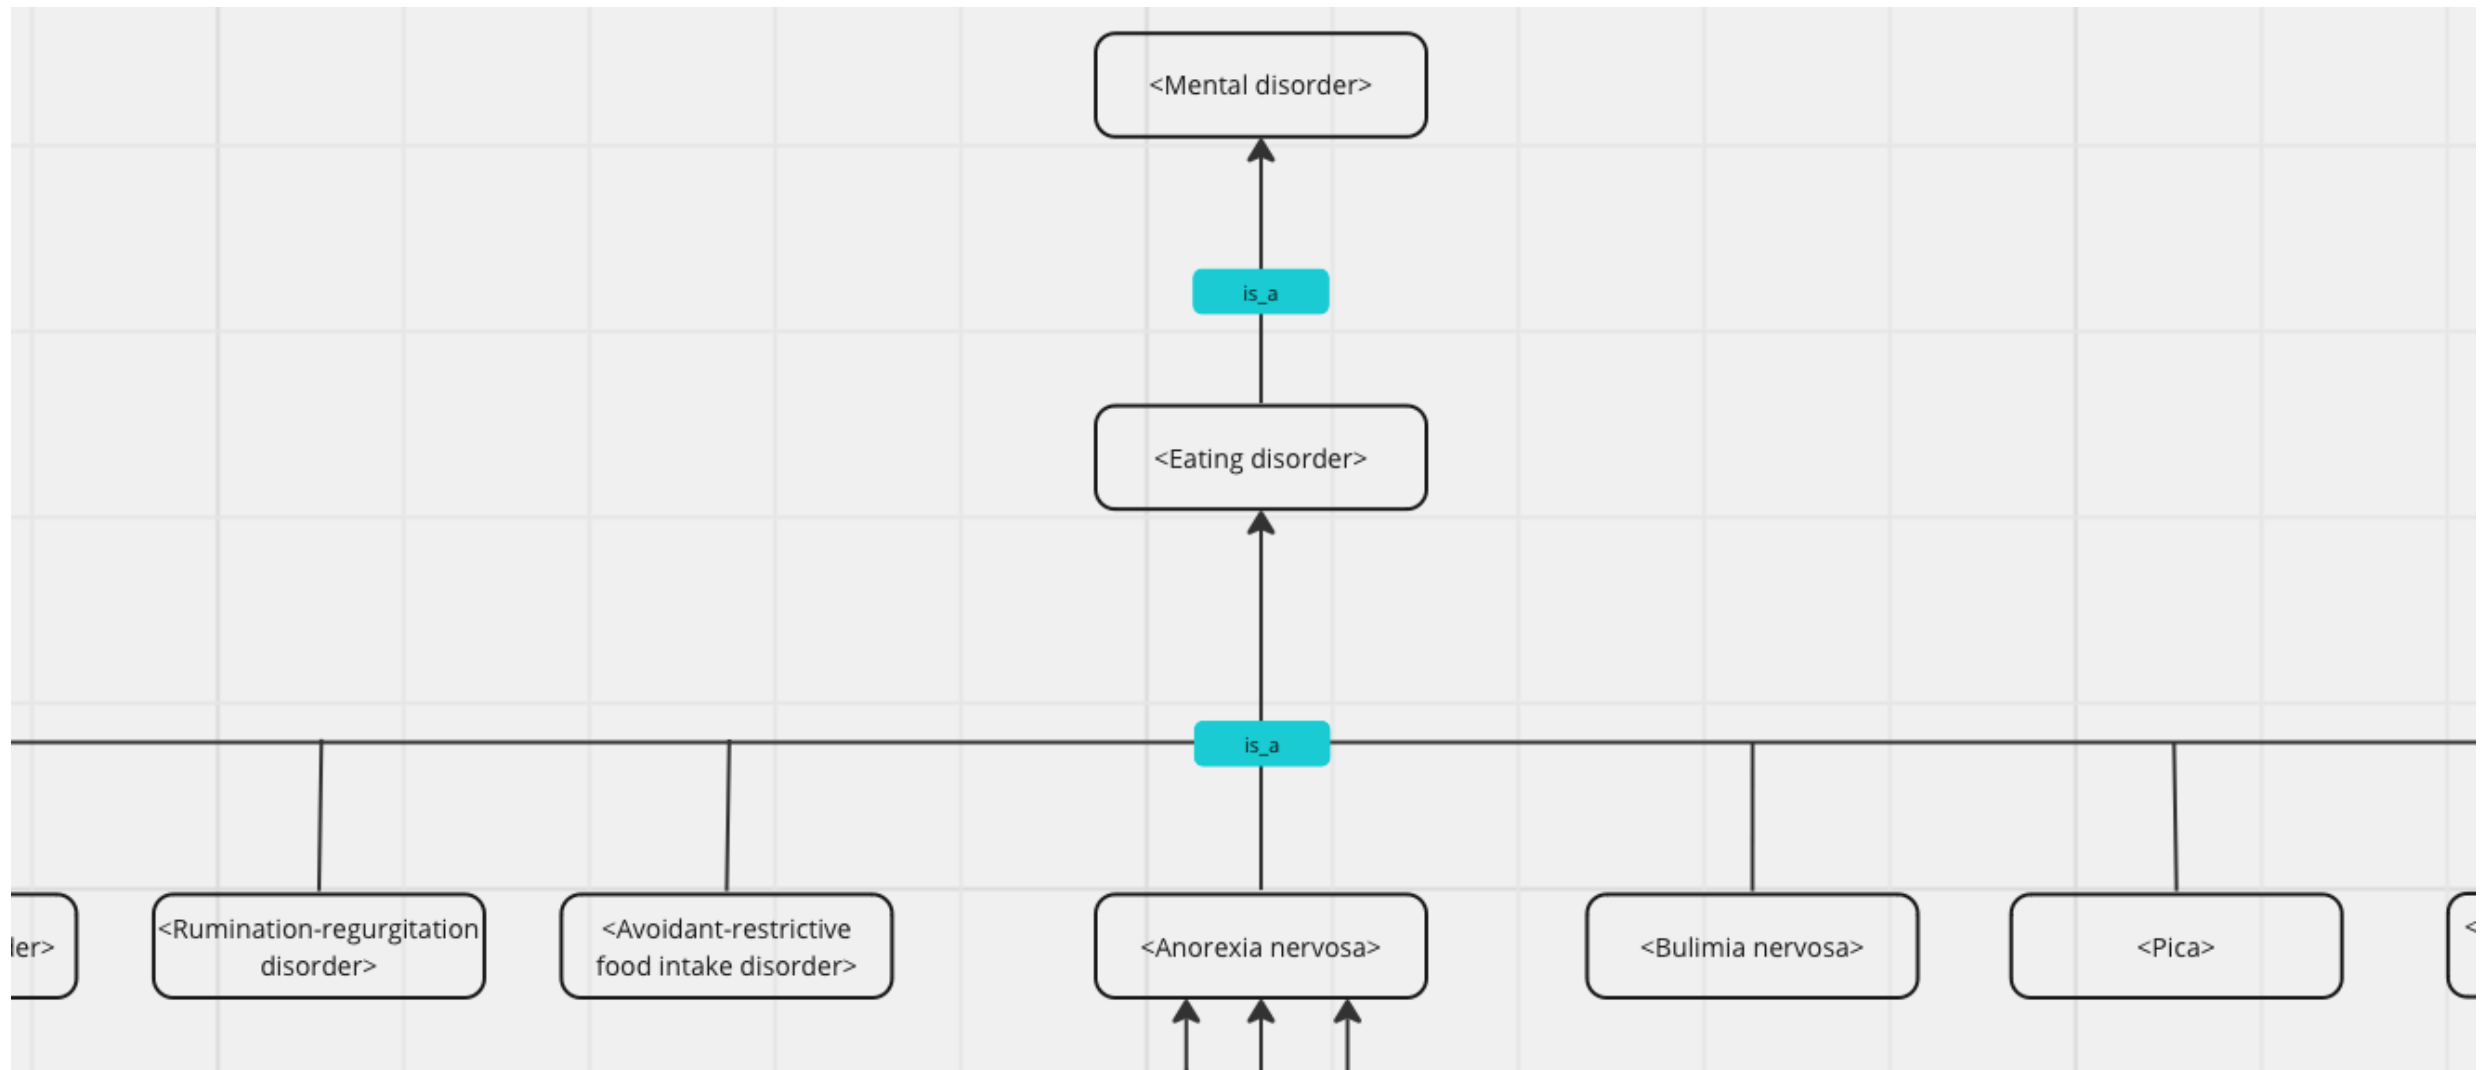 <Mental disorder>
is_a
<Eating disorder>
is_a
<Rumination-regurgitation
disorder>
<Avoidant-restrictive
food intake disorder>
<Anorexia nervosa>
<Bulimia nervosa>
<Pica>